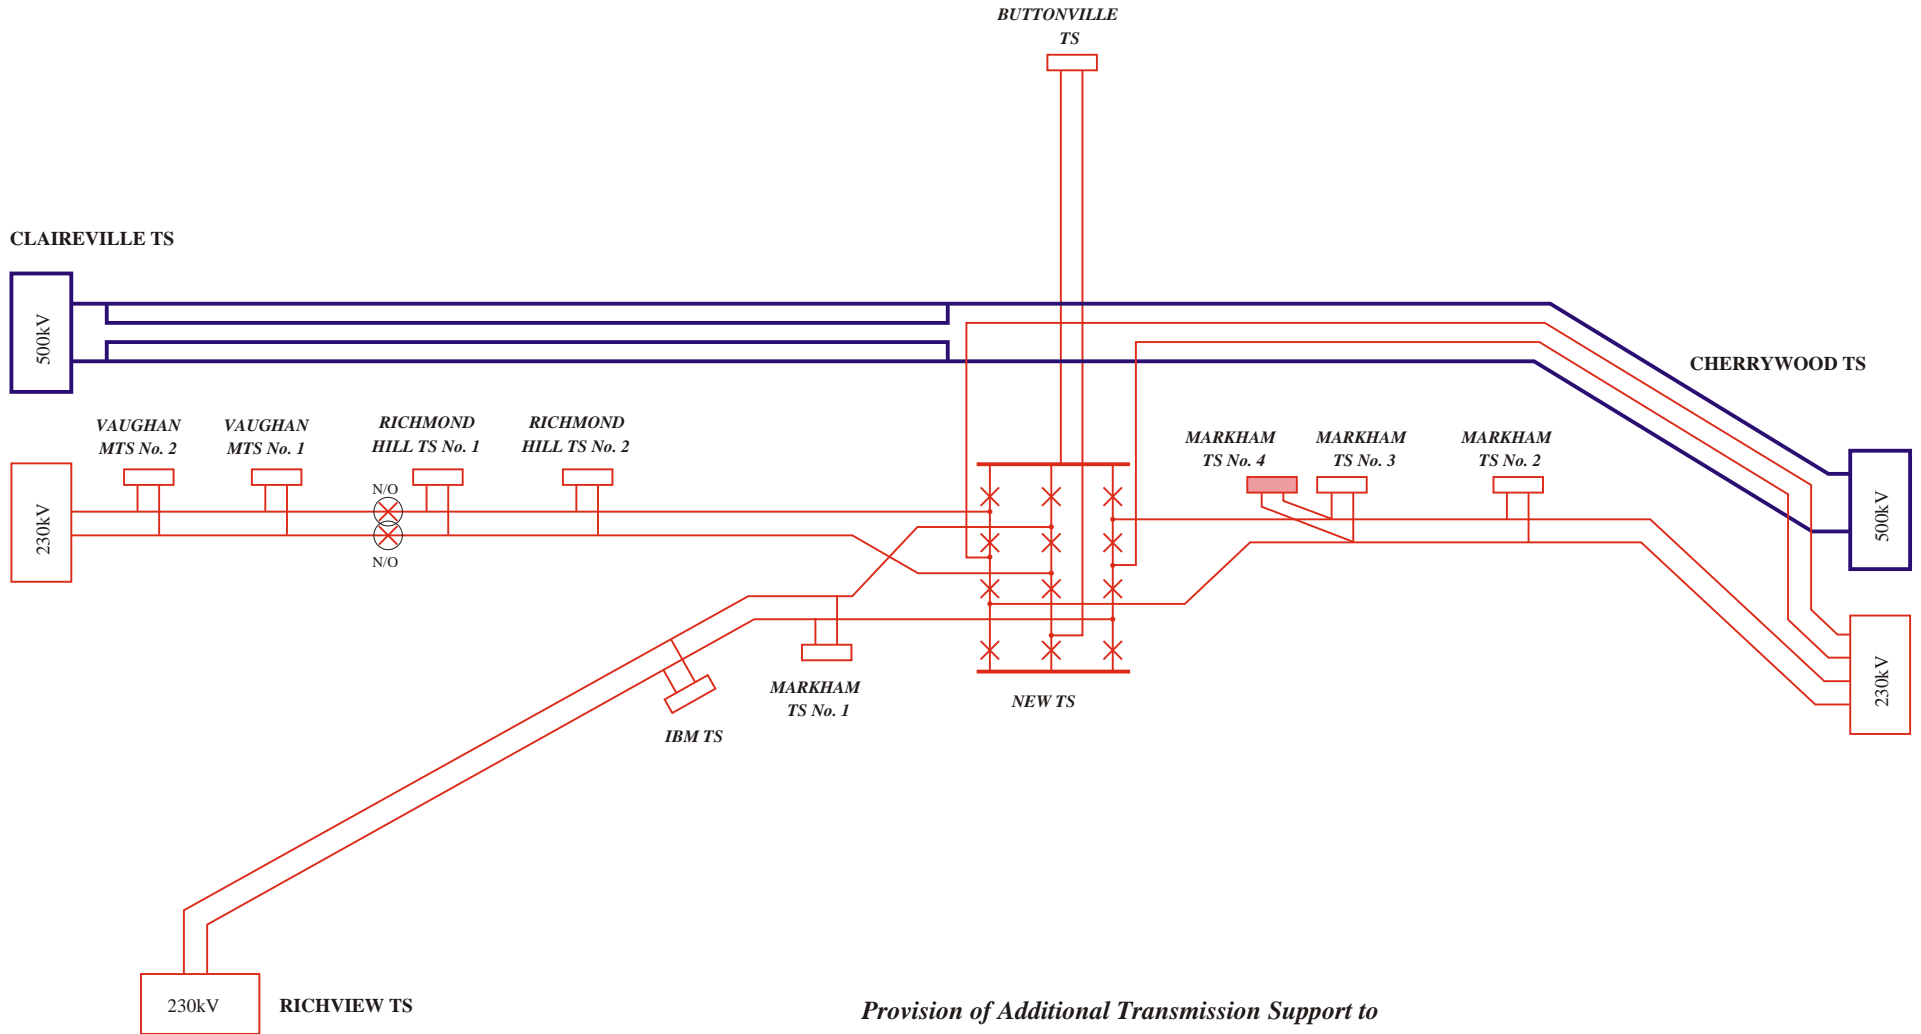 BUTTONVILLE
TS
CLAIREVILLE TS
500kV
CHERRYWOOD TS
500kV
VAUGHAN
MTS No. 2
VAUGHAN
MTS No. 1
RICHMOND
HILL TS No. 1
RICHMOND
HILL TS No. 2
MARKHAM
TS No. 4
MARKHAM
TS No. 3
MARKHAM
TS No. 2
N/O
N/O
230kV
230kV
MARKHAM
TS No. 1
NEW TS
IBM TS
230kV
RICHVIEW TS
Provision of Additional Transmission Support to